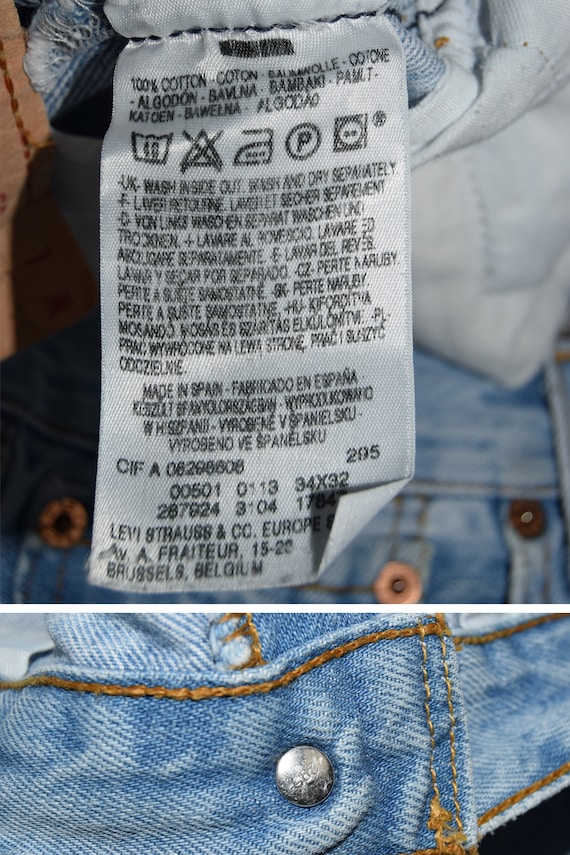 100% COTTON - COTON - BAUMWOLLE - COTONE
- ALGODÓN - BAVLNA - BAMBAKI - PAMUT -
KATOEN - BAWEŁNA - ALGODÃO
-UK- WASH INSIDE OUT, WASH AND DRY SEPARATELY.
-F- LAVER RETOURNE, LAVER ET SECHER SEPAREMENT
-D- VON LINKS WASCHEN SEPARAT WASCHEN UND
TROCKNEN. -I- LAVARE AL ROVESCIO, LAVARE ED
ASCIUGARE SEPARATAMENTE. -E- LAVAR DEL REVES.
LAVAR Y SECAR POR SEPARADO -CZ- PERTE NARUBY.
PERTE A SUŠTE SAMOSTATNĚ. -SK- PERTE NARUBY.
PERTE A SUŠTE SAMOSTATNE. -HU- KIFORDÍTVA
MOSANDÓ. MOSÁS ÉS SZÁRÍTÁS ELKÜLÖNÍTVE. -PL-
PRAĆ WYWRÓCONE NA LEWĄ STRONĘ, PRAĆ I SUSZYĆ
ODDZIELNIE.
MADE IN SPAIN - FABRICADO EN ESPAÑA
KÉSZÜLT SPANYOLORSZÁGBAN - WYPRODUKOWANO
W HISZPANII - VYROBENÉ V ŠPANIELSKU -
VYROBENO VE ŠPANĚLSKU
295
CIF A 06298608
00501 0113 34X32
287924 3104
LEVI STRAUSS & CO. EUROPE
Av. A. FRAITEUR, 15-23
BRUSSELS, BELGIUM